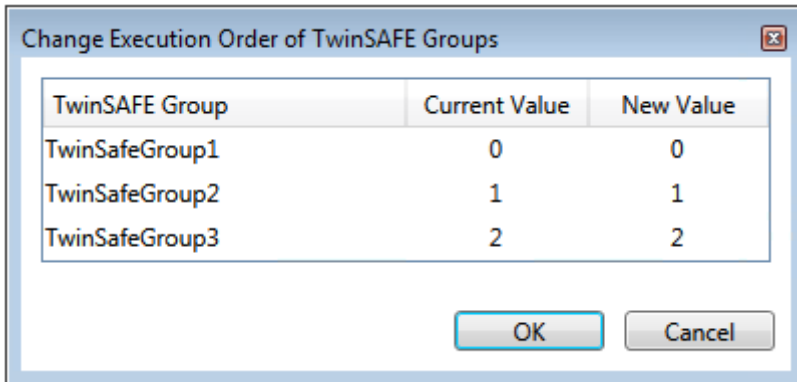 Change Execution Order of TwinSAFE Groups
TwinSAFE Group Current Value New Value
TwinSafeGroup1 0 0
TwinSafeGroup2 1 1
TwinSafeGroup3 2 2
OK Cancel